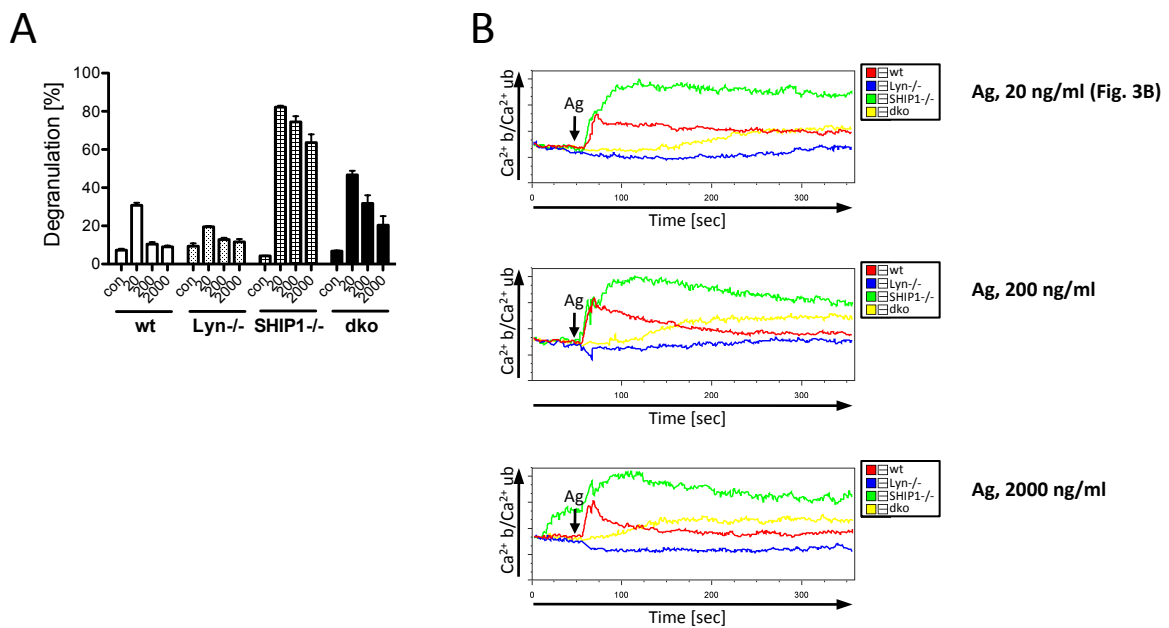 A
Degranulation [%]
100
80
60
40
20
0
con 20 200 2000 con 20 200 2000 con 20 200 2000 con 20 200 2000
wt Lyn-/- SHIP1-/- dko
B
Ca²⁺ b/Ca²⁺ ub
Ag
0 100 200 300
Time [sec]
wt
Lyn-/-
SHIP1-/-
dko
Ag, 20 ng/ml (Fig. 3B)
Ca²⁺ b/Ca²⁺ ub
Ag
0 100 200 300
Time [sec]
wt
Lyn-/-
SHIP1-/-
dko
Ag, 200 ng/ml
Ca²⁺ b/Ca²⁺ ub
Ag
0 100 200 300
Time [sec]
wt
Lyn-/-
SHIP1-/-
dko
Ag, 2000 ng/ml